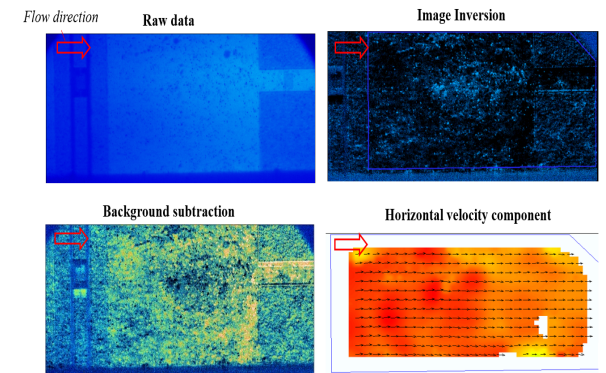 Flow direction
Raw data
Image Inversion
Background subtraction
Horizontal velocity component